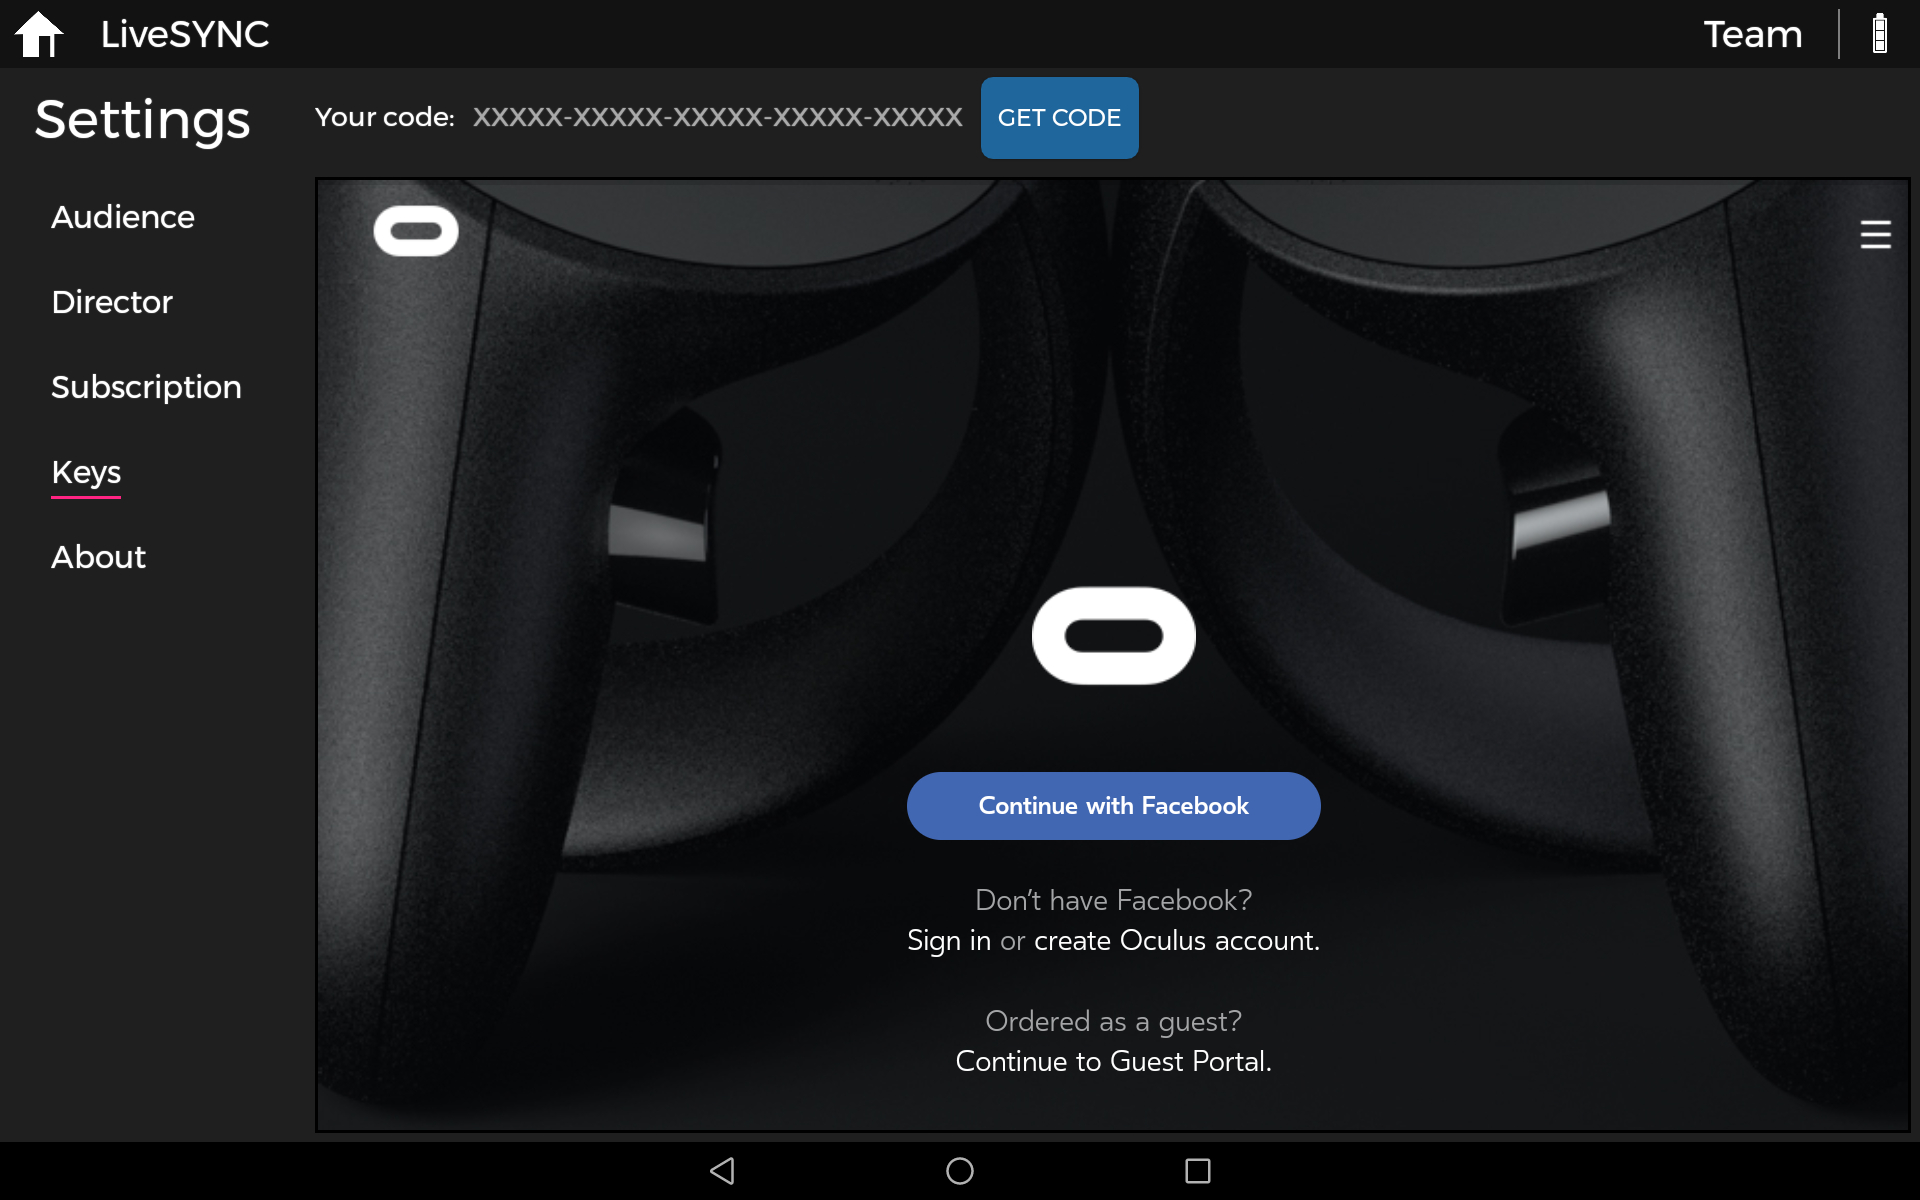 LiveSYNC
Team
Settings
Your code: XXXXX-XXXXX-XXXXX-XXXXX-XXXXX GET CODE
Audience
Director
Subscription
Keys
About
Continue with Facebook
Don't have Facebook?
Sign in or create Oculus account.
Ordered as a guest?
Continue to Guest Portal.